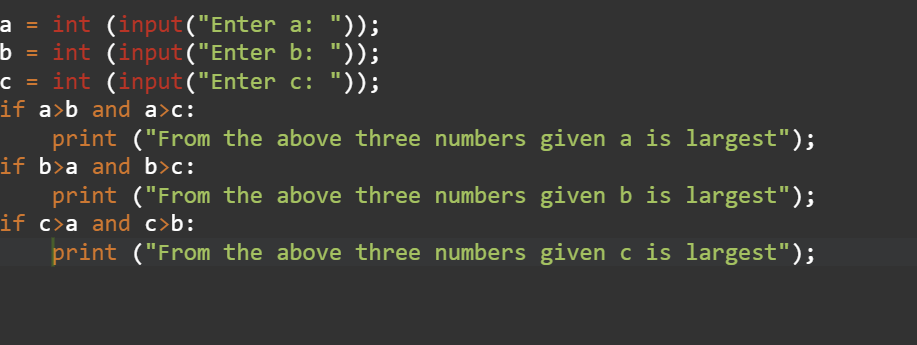 a = int (input("Enter a: "));
b = int (input("Enter b: "));
c = int (input("Enter c: "));
if a>b and a>c:
    print ("From the above three numbers given a is largest");
if b>a and b>c:
    print ("From the above three numbers given b is largest");
if c>a and c>b:
    print ("From the above three numbers given c is largest");